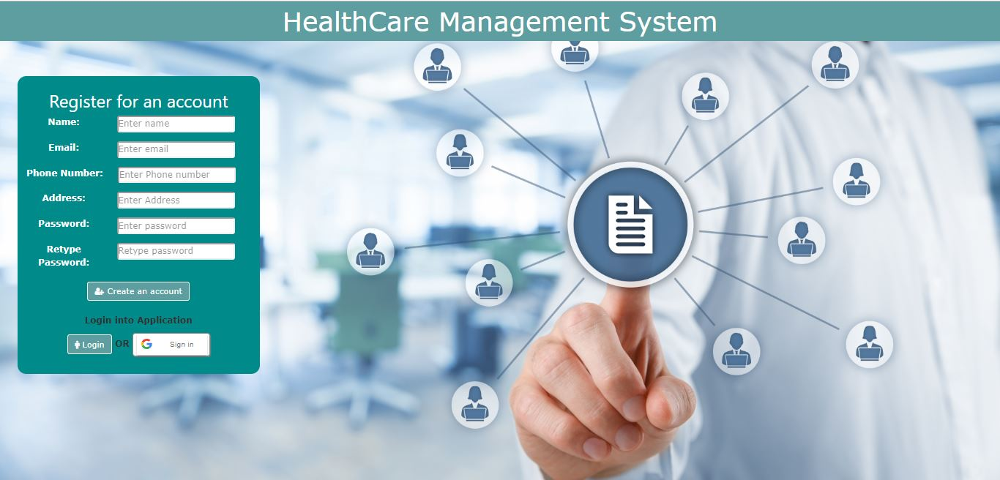 HealthCare Management System
Register for an account
Name: Enter name
Email: Enter email
Phone Number: Enter Phone number
Address: Enter Address
Password: Enter password
Retype Password: Retype password
Create an account
Login into Application
Login OR Sign in